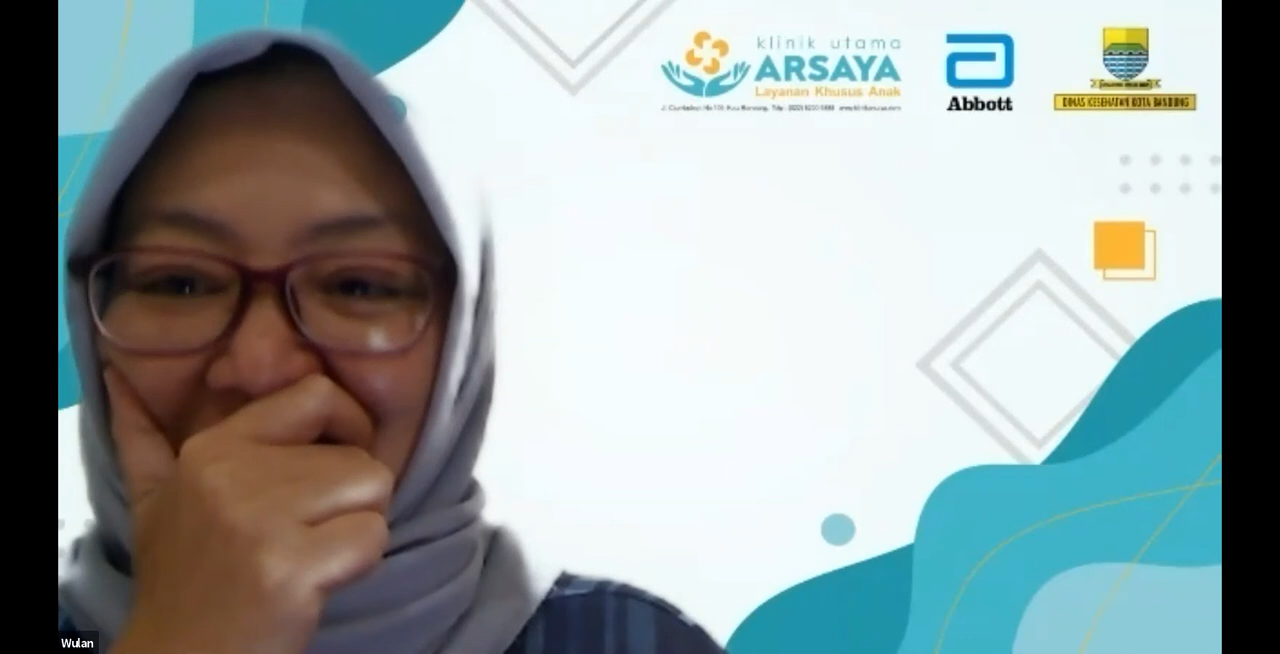 klinik utama
ARSAYA
Layanan Khusus Anak
Abbott
DINAS KESEHATAN KOTA BANDUNG
Wulan